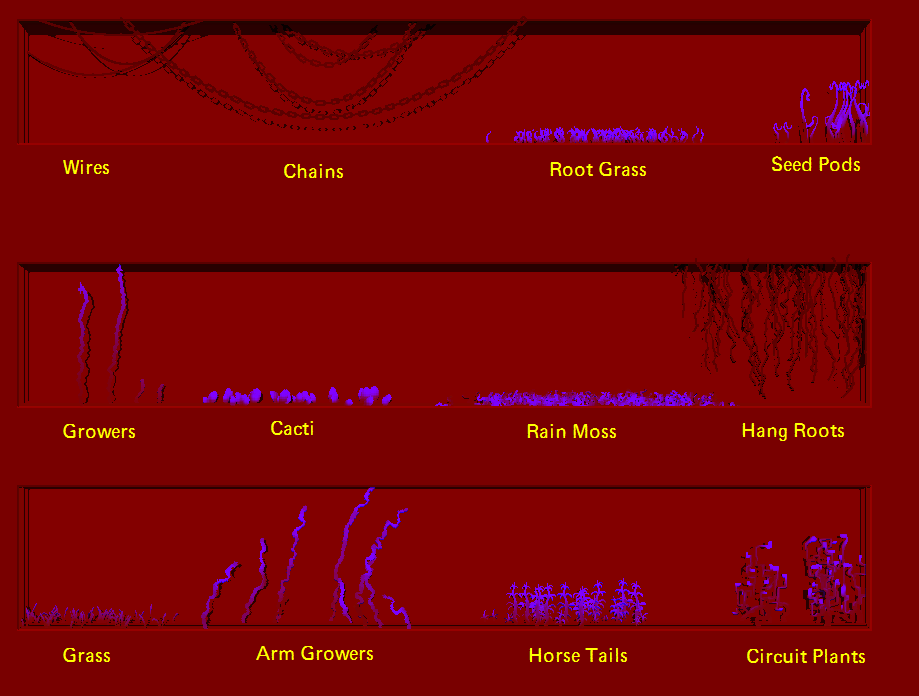 Wires
Chains
Root Grass
Seed Pods
Growers
Cacti
Rain Moss
Hang Roots
Grass
Arm Growers
Horse Tails
Circuit Plants